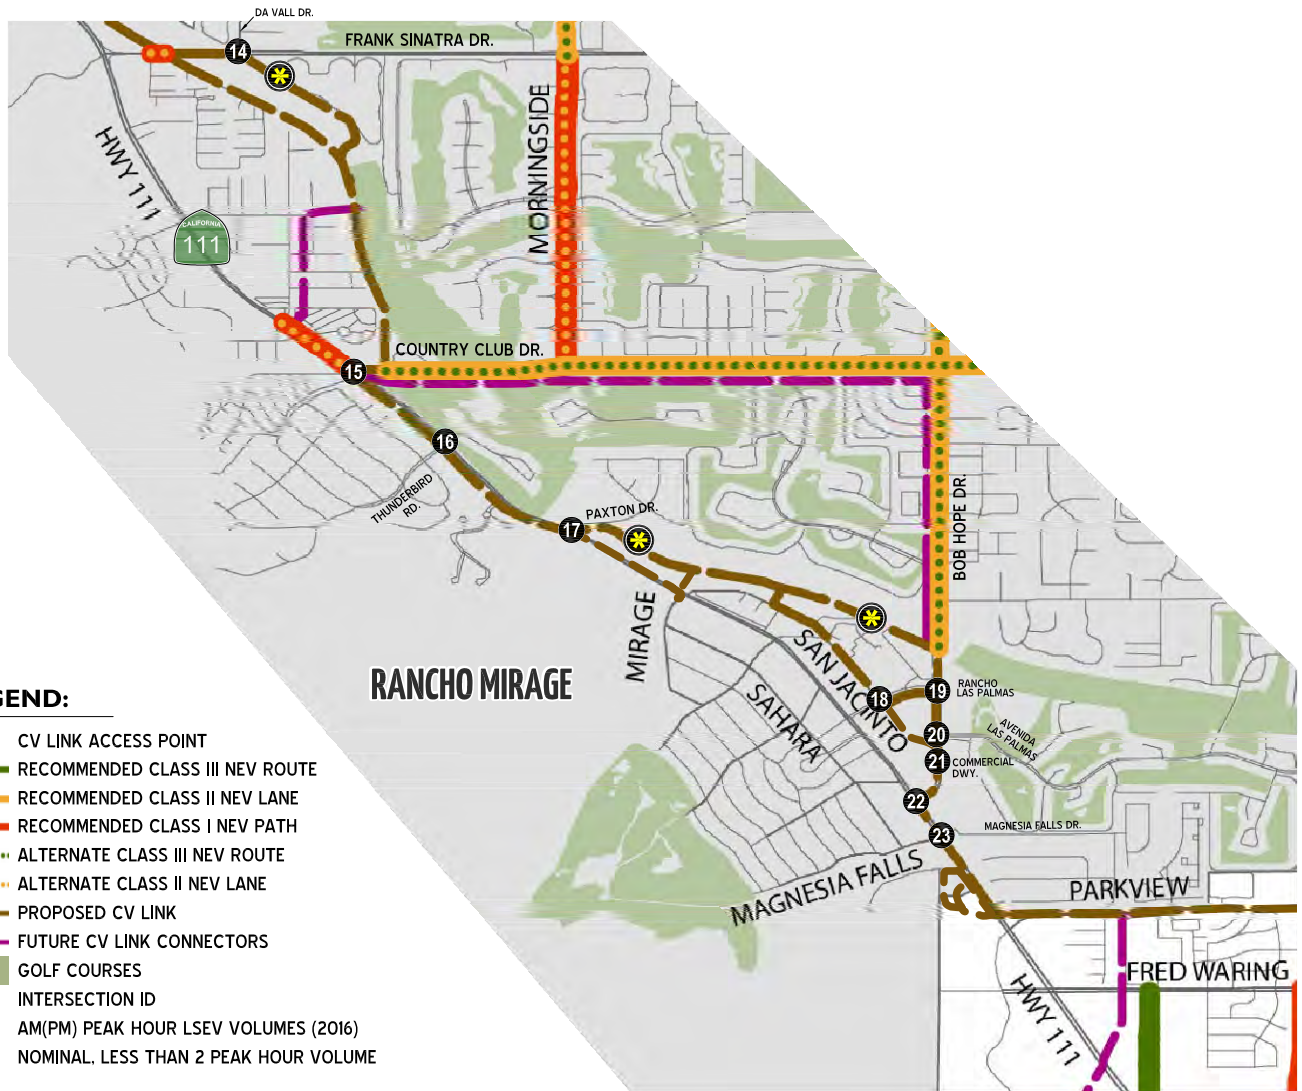 DA VALL DR.
14
FRANK SINATRA DR.
HWY 111
MORNINGSIDE
CALIFORNIA
111
COUNTRY CLUB DR.
15
16
THUNDERBIRD
RD.
17
PAXTON DR.
BOB HOPE DR.
MIRAGE
RANCHO MIRAGE
SAN JACINTO
SAHARA
18
19
RANCHO
LAS PALMAS
20
AVENIDA
LAS PALMAS
21
COMMERCIAL
DWY.
22
23
MAGNESIA FALLS DR.
MAGNESIA FALLS
PARKVIEW
FRED WARING
HWY 111
GEND:
CV LINK ACCESS POINT
RECOMMENDED CLASS III NEV ROUTE
RECOMMENDED CLASS II NEV LANE
RECOMMENDED CLASS I NEV PATH
ALTERNATE CLASS III NEV ROUTE
ALTERNATE CLASS II NEV LANE
PROPOSED CV LINK
FUTURE CV LINK CONNECTORS
GOLF COURSES
INTERSECTION ID
AM(PM) PEAK HOUR LSEV VOLUMES (2016)
NOMINAL, LESS THAN 2 PEAK HOUR VOLUME